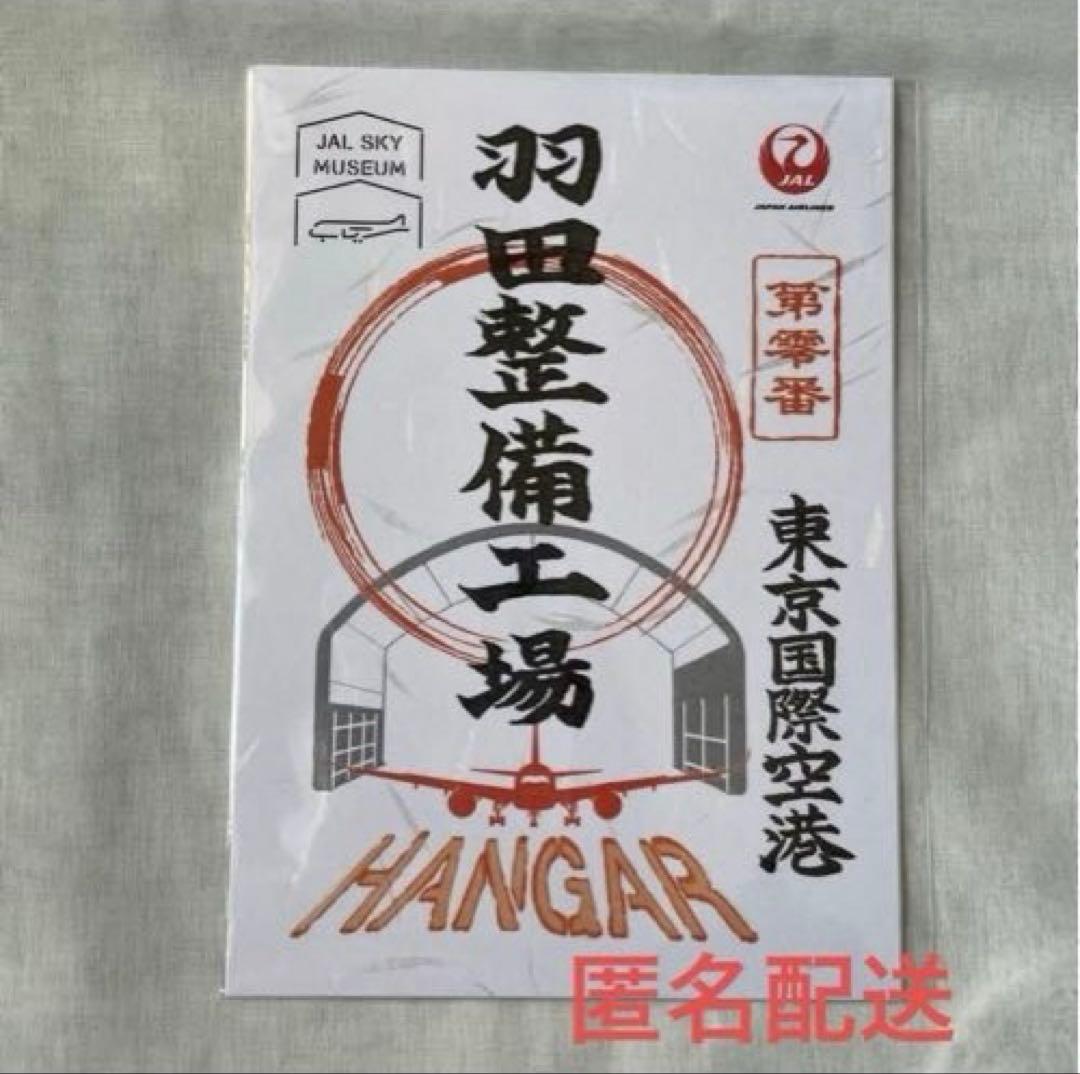 JAL SKY
MUSEUM
羽田整備工場
JAL
JAPAN AIRLINES
第零番
東京国際空港
HANGAR
匿名配送